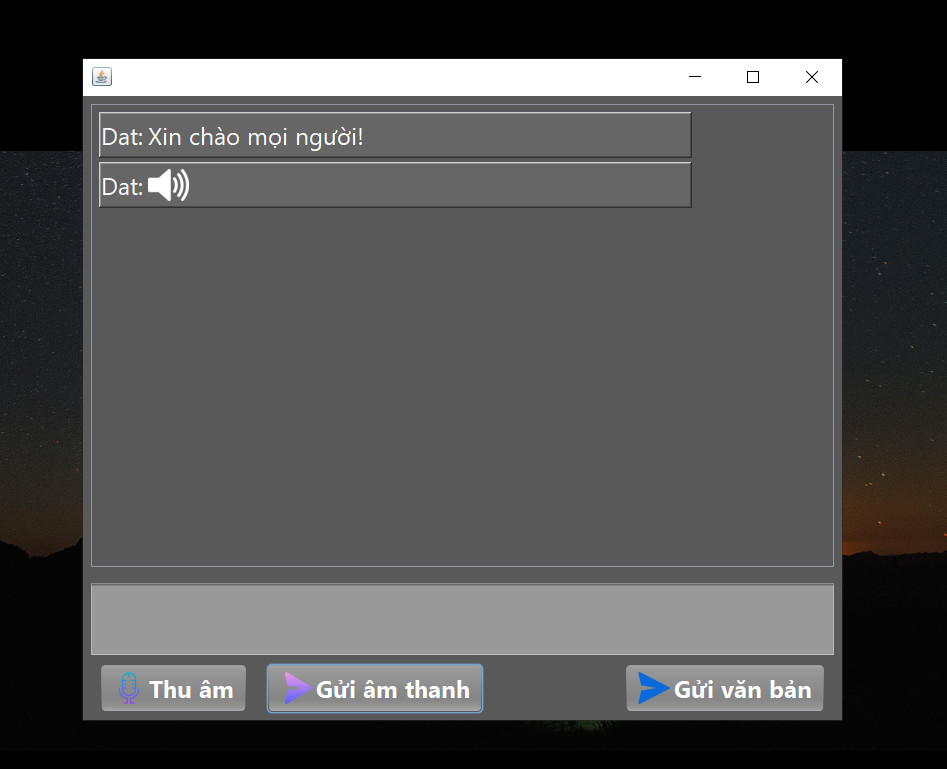 Dat: Xin chào mọi người!
Dat:
Thu âm
Gửi âm thanh
Gửi văn bản